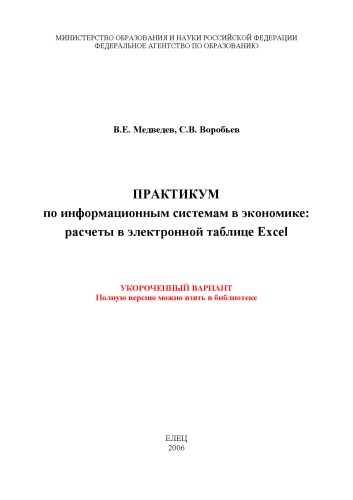 МИНИСТЕРСТВО ОБРАЗОВАНИЯ И НАУКИ РОССИЙСКОЙ ФЕДЕРАЦИИ
ФЕДЕРАЛЬНОЕ АГЕНТСТВО ПО ОБРАЗОВАНИЮ
В.Е. Медведев, С.В. Воробьев
ПРАКТИКУМ
по информационным системам в экономике:
расчеты в электронной таблице Excel
УКОРОЧЕННЫЙ ВАРИАНТ
Полную версию можно взять в библиотеке
ЕЛЕЦ
2006